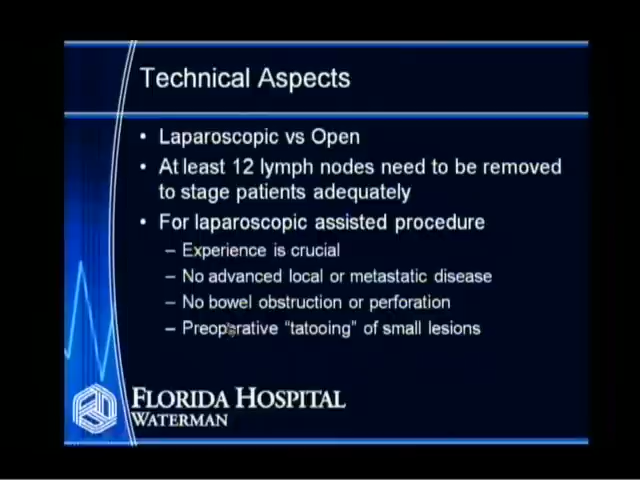 Technical Aspects
• Laparoscopic vs Open
• At least 12 lymph nodes need to be removed
to stage patients adequately
• For laparoscopic assisted procedure
– Experience is crucial
– No advanced local or metastatic disease
– No bowel obstruction or perforation
– Preoperative “tatooing” of small lesions
FLORIDA HOSPITAL
WATERMAN